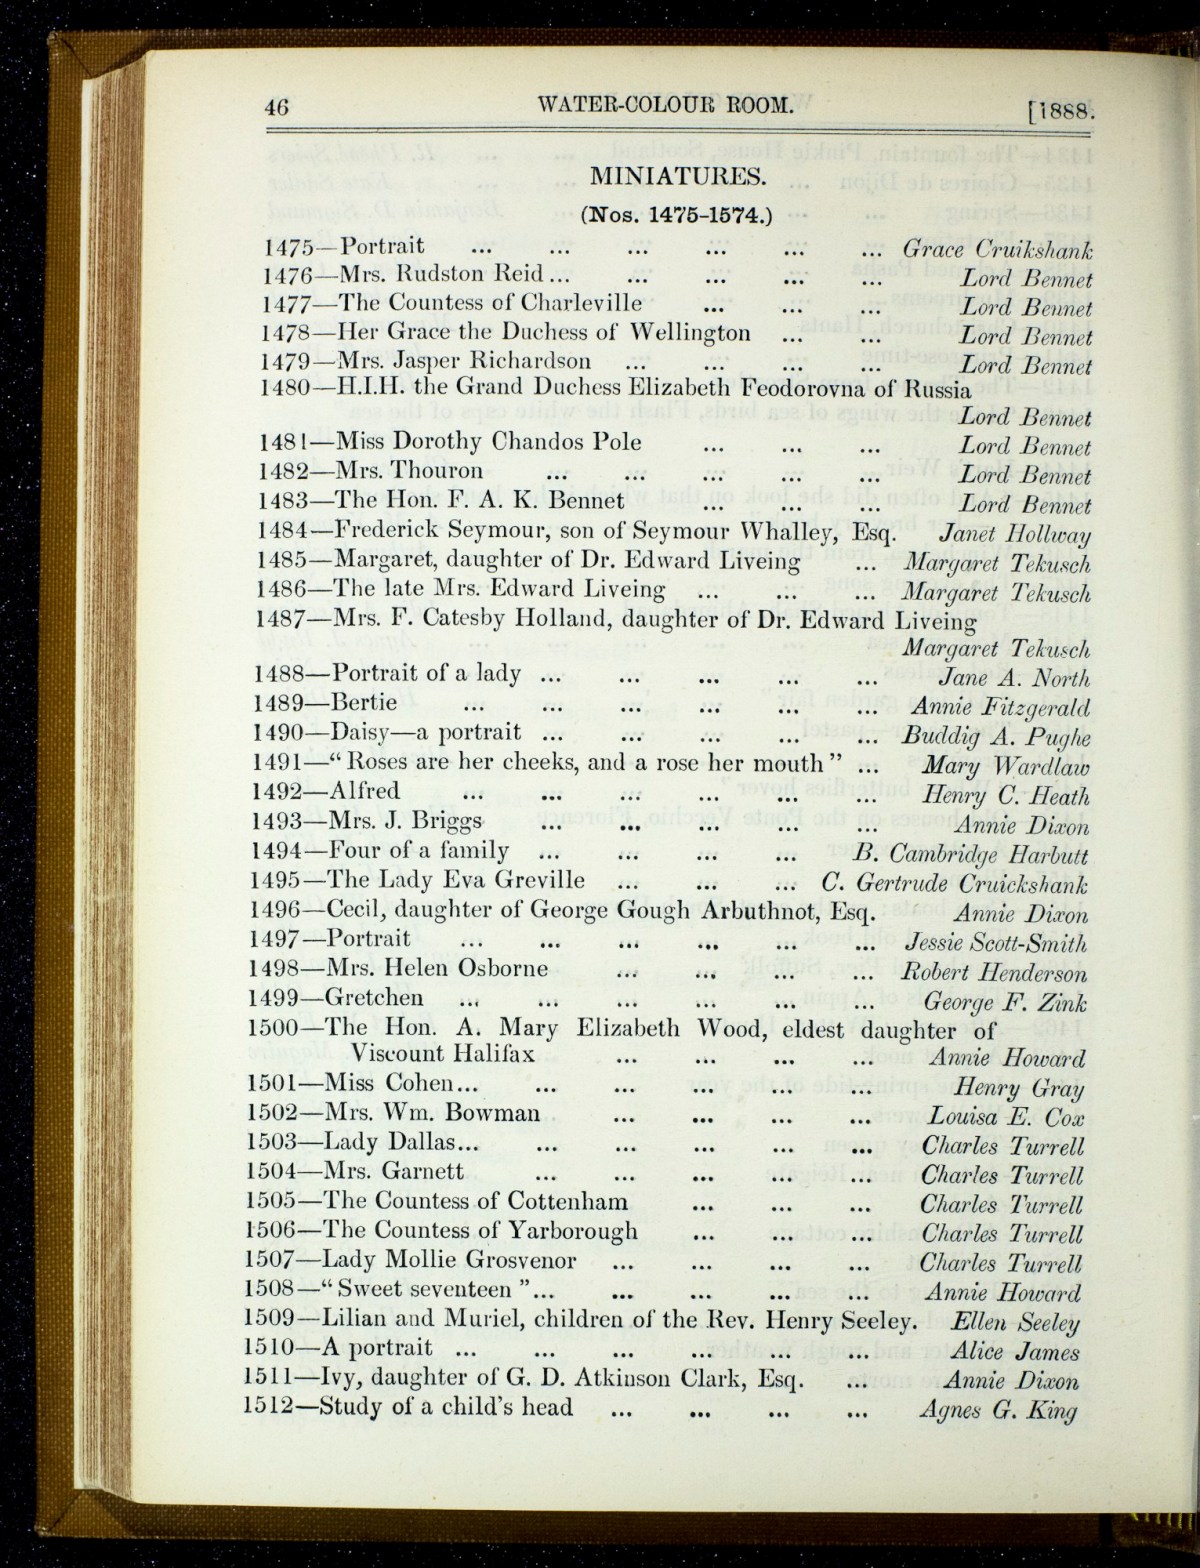 46 WATER-COLOUR ROOM. [1888.
MINIATURES.
(Nos. 1475-1574.)
1475—Portrait ... ... ... ... ... ... Grace Cruikshank
1476—Mrs. Rudston Reid ... ... ... ... ... Lord Bennet
1477—The Countess of Charleville ... ... ... Lord Bennet
1478—Her Grace the Duchess of Wellington ... ... Lord Bennet
1479—Mrs. Jasper Richardson ... ... ... ... Lord Bennet
1480—H.I.H. the Grand Duchess Elizabeth Feodorovna of Russia
Lord Bennet
1481—Miss Dorothy Chandos Pole ... ... ... Lord Bennet
1482—Mrs. Thouron ... ... ... ... ... Lord Bennet
1483—The Hon. F. A. K. Bennet ... ... ... Lord Bennet
1484—Frederick Seymour, son of Seymour Whalley, Esq. Janet Hollway
1485—Margaret, daughter of Dr. Edward Liveing ... Margaret Tekusch
1486—The late Mrs. Edward Liveing ... ... ... Margaret Tekusch
1487—Mrs. F. Catesby Holland, daughter of Dr. Edward Liveing
Margaret Tekusch
1488—Portrait of a lady ... ... ... ... ... Jane A. North
1489—Bertie ... ... ... ... ... ... Annie Fitzgerald
1490—Daisy—a portrait ... ... ... ... ... Buddig A. Pughe
1491—“ Roses are her cheeks, and a rose her mouth ” ... Mary Wardlaw
1492—Alfred ... ... ... ... ... ... Henry C. Heath
1493—Mrs. J. Briggs ... ... ... ... ... Annie Dixon
1494—Four of a family ... ... ... ... B. Cambridge Harbutt
1495—The Lady Eva Greville ... ... ... C. Gertrude Cruickshank
1496—Cecil, daughter of George Gough Arbuthnot, Esq. Annie Dixon
1497—Portrait ... ... ... ... ... ... Jessie Scott-Smith
1498—Mrs. Helen Osborne ... ... ... ... Robert Henderson
1499—Gretchen ... ... ... ... ... ... George F. Zink
1500—The Hon. A. Mary Elizabeth Wood, eldest daughter of
Viscount Halifax ... ... ... ... Annie Howard
1501—Miss Cohen... ... ... ... ... ... Henry Gray
1502—Mrs. Wm. Bowman ... ... ... ... Louisa E. Cox
1503—Lady Dallas... ... ... ... ... ... Charles Turrell
1504—Mrs. Garnett ... ... ... ... ... Charles Turrell
1505—The Countess of Cottenham ... ... ... Charles Turrell
1506—The Countess of Yarborough ... ... ... Charles Turrell
1507—Lady Mollie Grosvenor ... ... ... ... Charles Turrell
1508—“ Sweet seventeen ”... ... ... ... ... Annie Howard
1509—Lilian and Muriel, children of the Rev. Henry Seeley. Ellen Seeley
1510—A portrait ... ... ... ... ... ... Alice James
1511—Ivy, daughter of G. D. Atkinson Clark, Esq. ... Annie Dixon
1512—Study of a child's head ... ... ... ... Agnes G. King